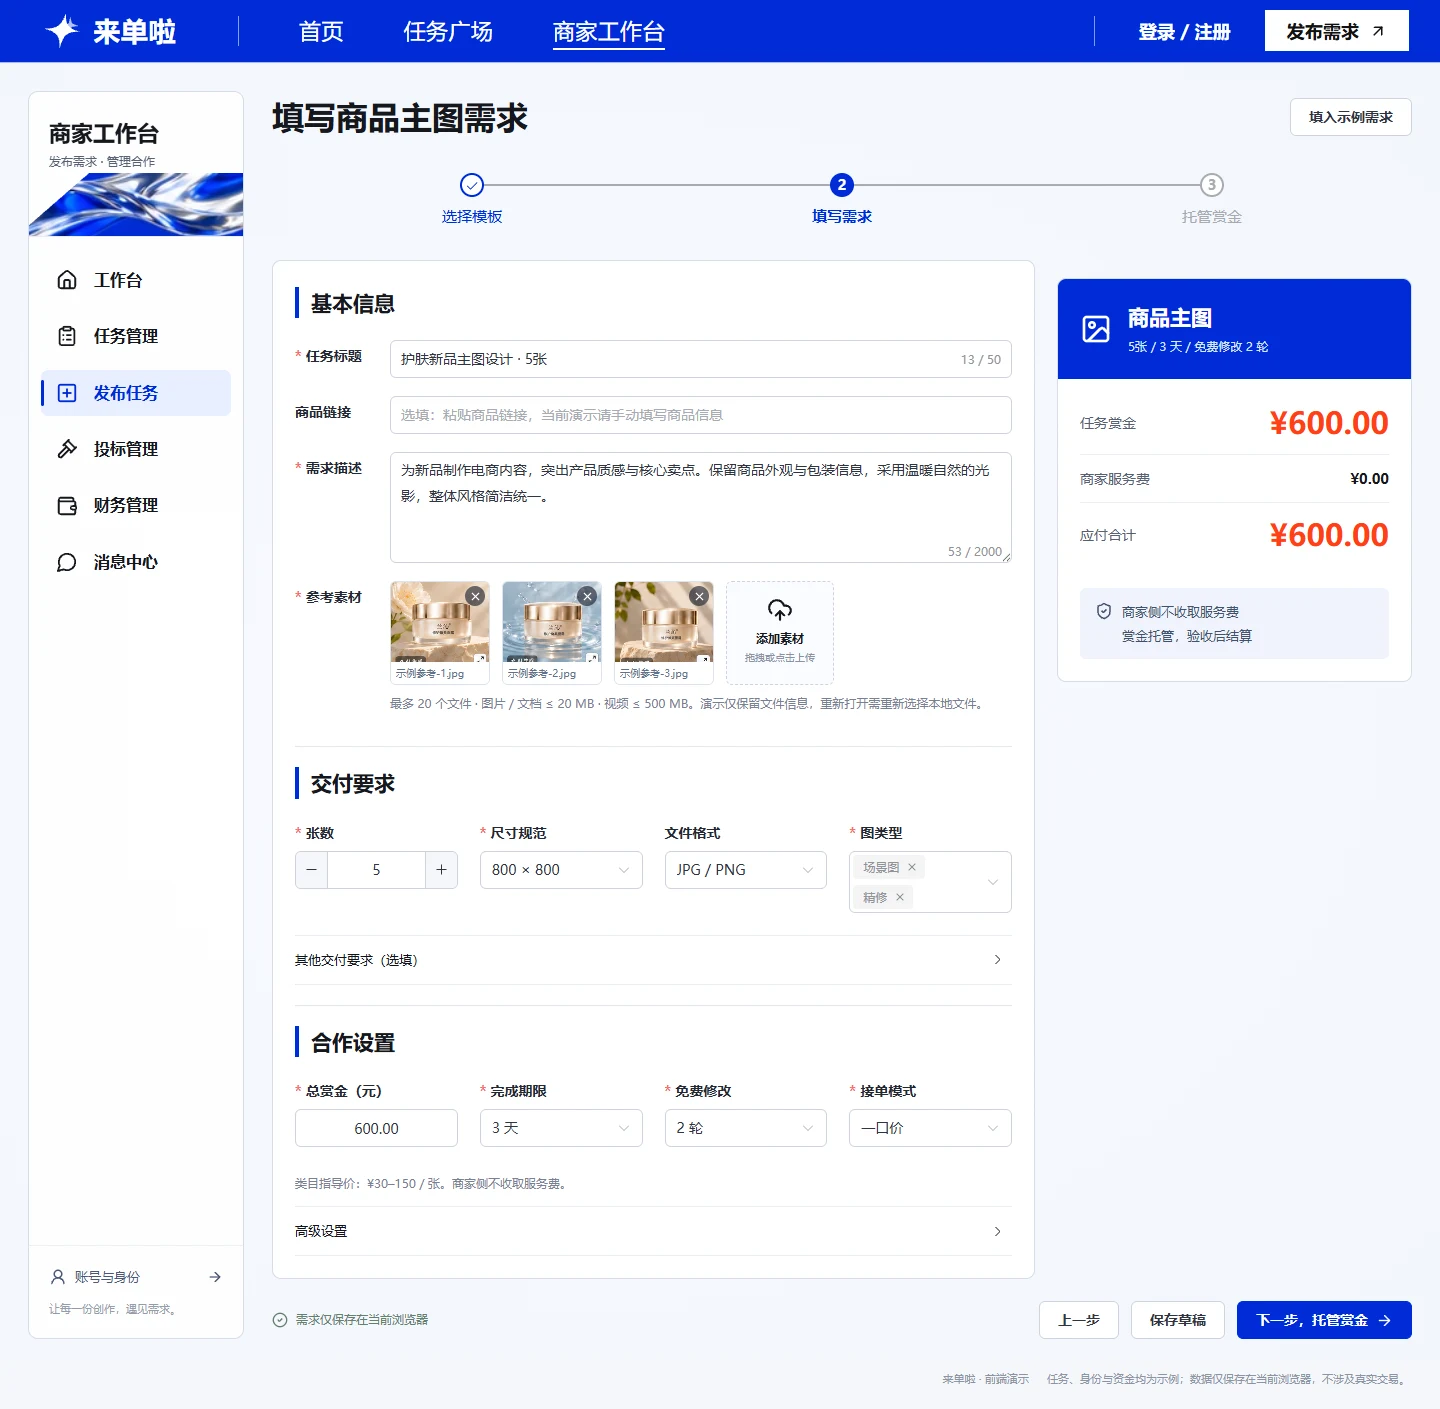 来单啦
首页
任务广场
商家工作台
登录 / 注册
发布需求
商家工作台
发布需求 · 管理合作
工作台
任务管理
发布任务
投标管理
财务管理
消息中心
账号与身份
让每一份创作，遇见需求。
填写商品主图需求
填入示例需求
选择模板
2
填写需求
3
托管赏金
基本信息
* 任务标题
护肤新品主图设计 · 5张
13 / 50
商品链接
选填：粘贴商品链接，当前演示请手动填写商品信息
* 需求描述
为新品制作电商内容，突出产品质感与核心卖点。保留商品外观与包装信息，采用温暖自然的光
影，整体风格简洁统一。
53 / 2000
* 参考素材
示例参考-1.jpg
示例参考-2.jpg
示例参考-3.jpg
添加素材
拖拽或点击上传
最多 20 个文件 · 图片 / 文档 ≤ 20 MB · 视频 ≤ 500 MB。演示仅保留文件信息，重新打开需重新选择本地文件。
交付要求
* 张数
5
* 尺寸规范
800 × 800
文件格式
JPG / PNG
* 图类型
场景图
精修
其他交付要求（选填）
合作设置
* 总赏金（元）
600.00
* 完成期限
3 天
* 免费修改
2 轮
* 接单模式
一口价
类目指导价：¥30–150 / 张。商家侧不收取服务费。
高级设置
商品主图
5张 / 3 天 / 免费修改 2 轮
任务赏金
¥600.00
商家服务费
¥0.00
应付合计
¥600.00
商家侧不收取服务费
赏金托管，验收后结算
需求仅保存在当前浏览器
上一步
保存草稿
下一步，托管赏金
来单啦 · 前端演示
任务、身份与资金均为示例；数据仅保存在当前浏览器，不涉及真实交易。